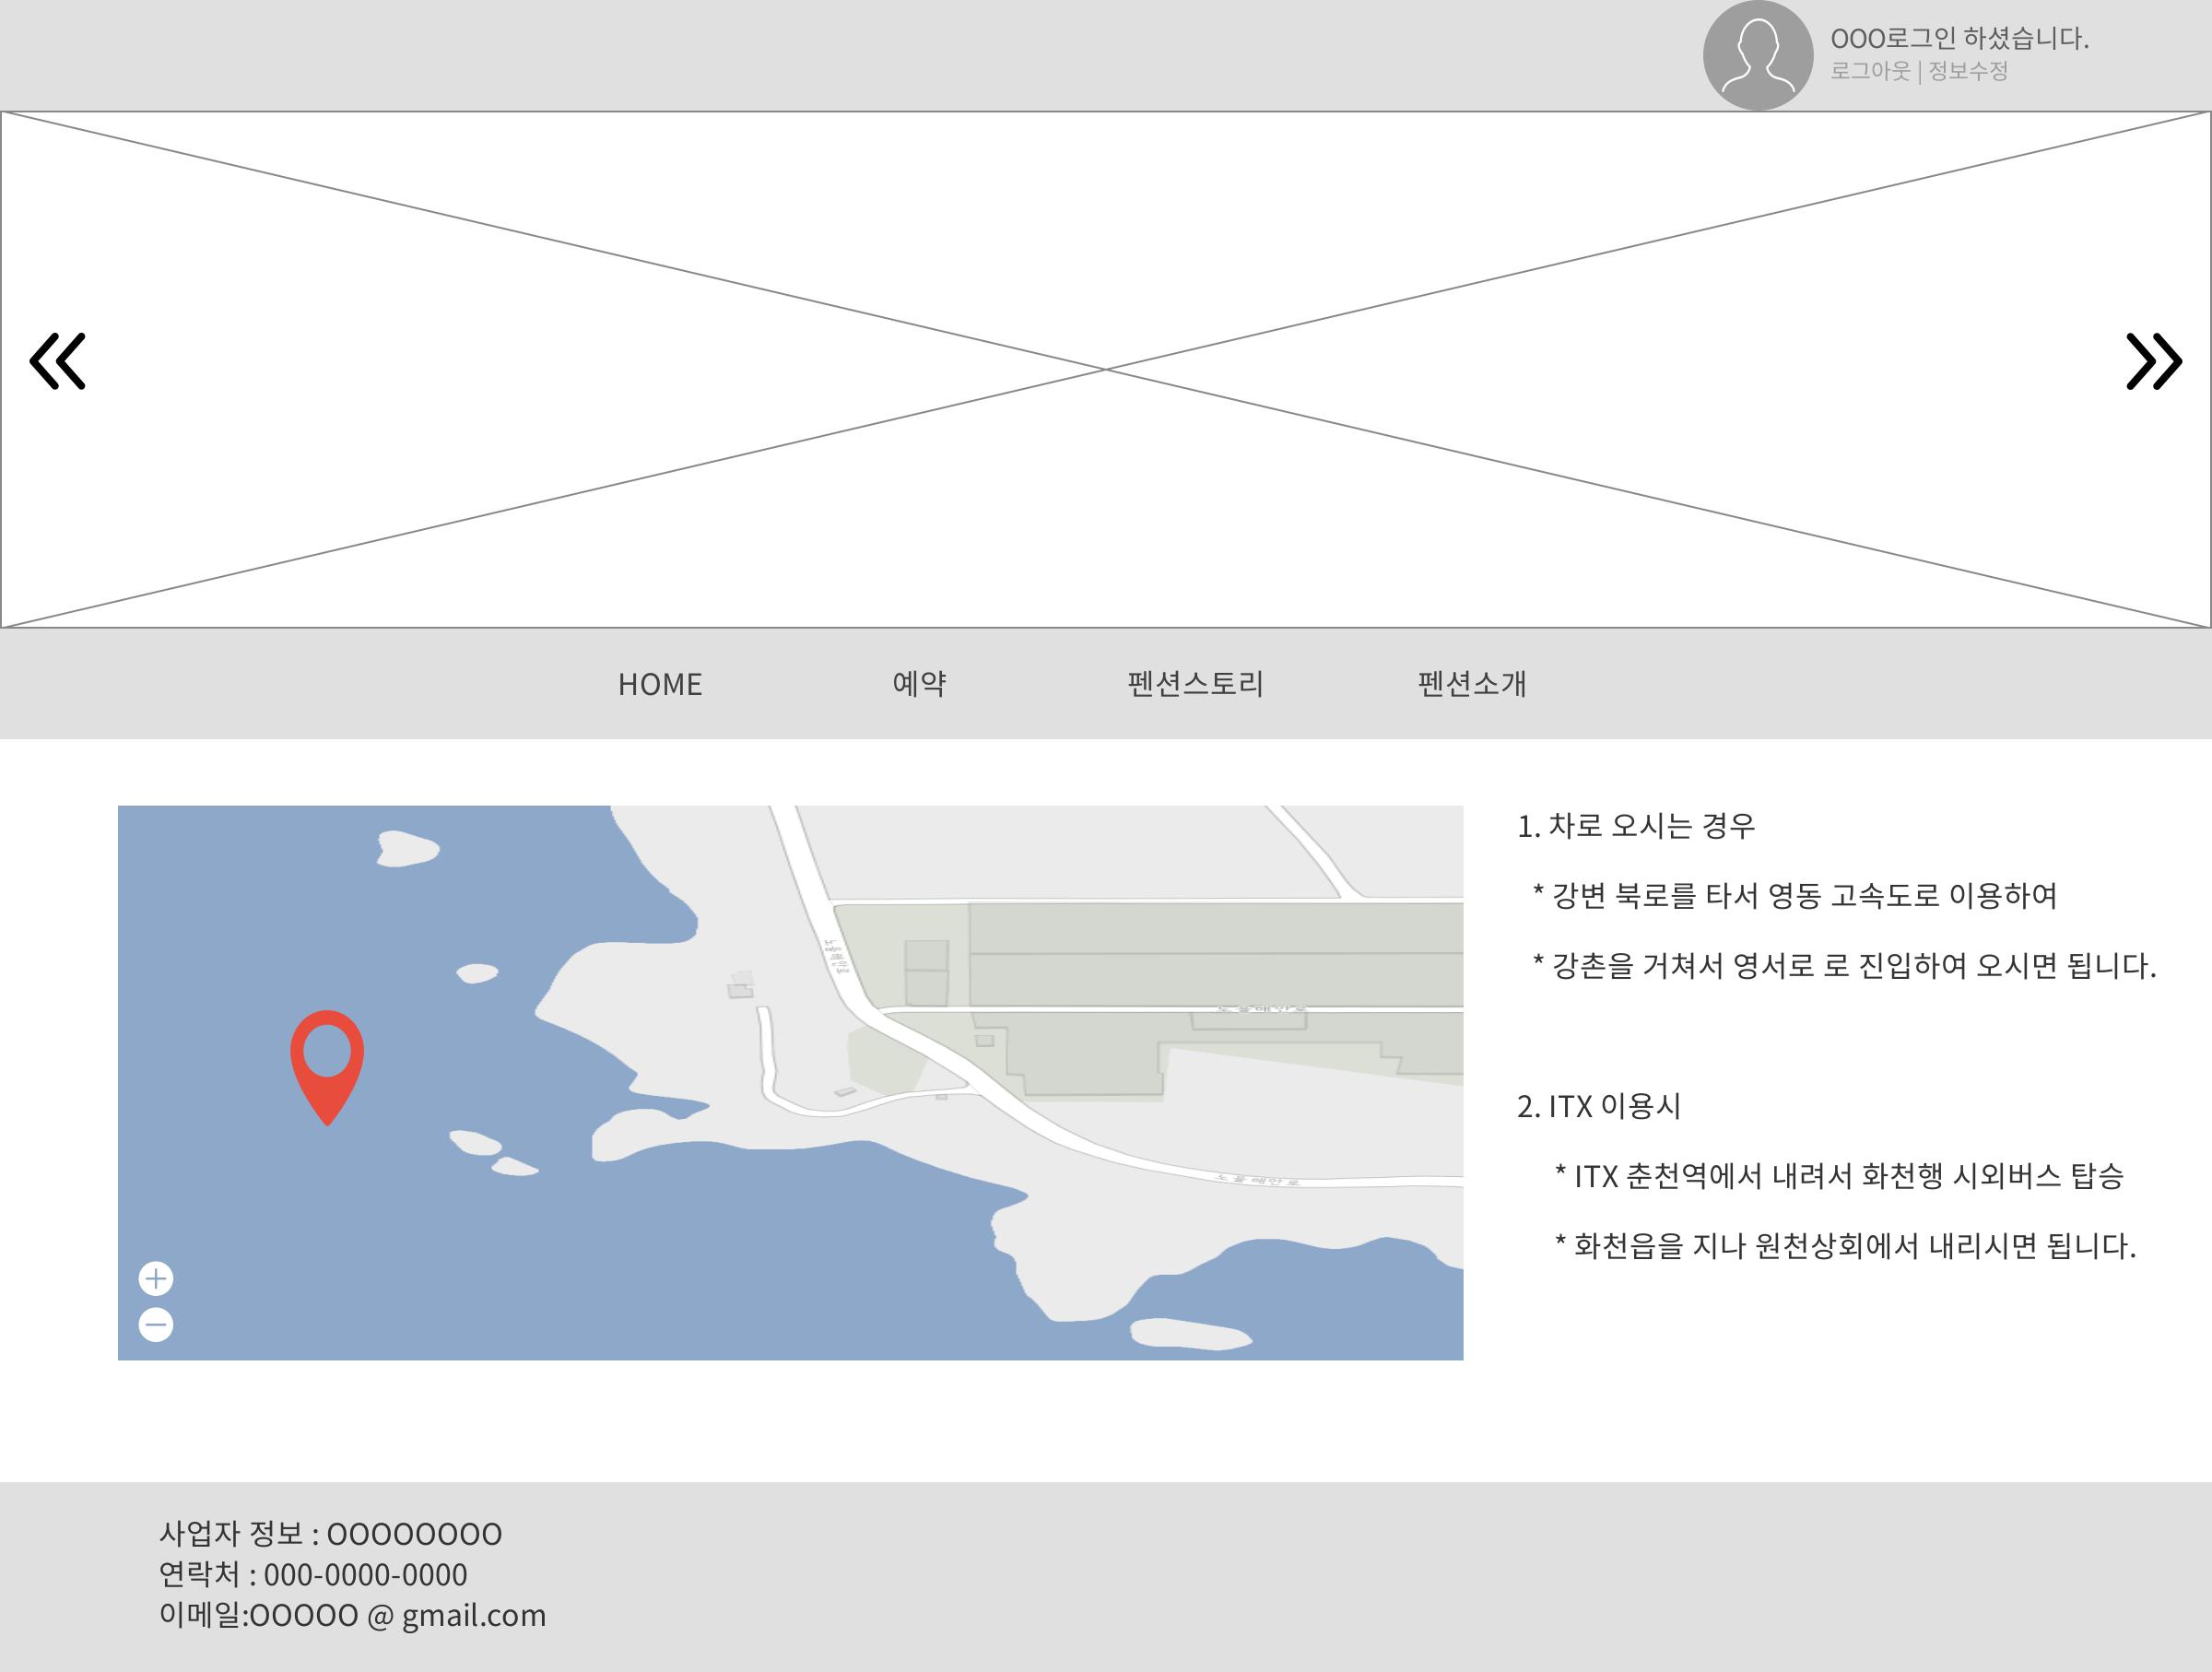 OOO로그인 하셨습니다.
로그아웃 | 정보수정
HOME
예약
펜션스토리
펜션소개
1. 차로 오시는 경우
* 강변 북로를 타서 영동 고속도로 이용하여
* 강촌을 거쳐서 영서로 로 진입하여 오시면 됩니다.
노을해안로
2. ITX 이용시
* ITX 춘천역에서 내려서 화천행 시외버스 탑승
* 화천읍을 지나 원천상회에서 내리시면 됩니다.
사업자 정보 : OOOOOOOO
연락처 : 000-0000-0000
이메일:OOOOO @ gmail.com